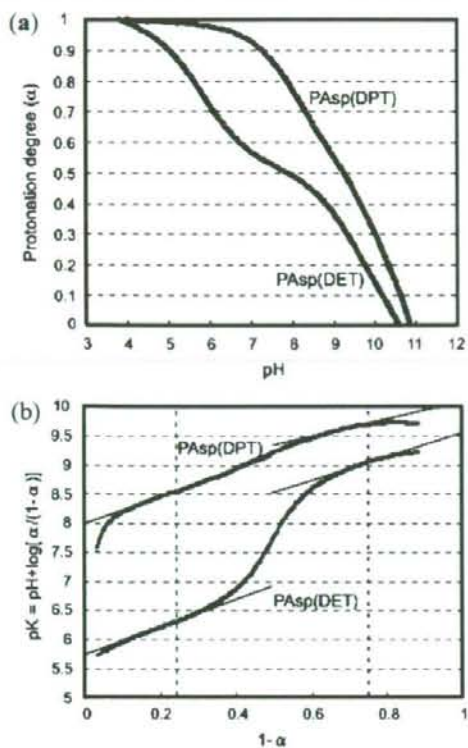 (a)
1
0.9
0.8
0.7
0.6
0.5
0.4
0.3
0.2
0.1
0
Protonation degree (α)
PAsp(DPT)
PAsp(DET)
3 4 5 6 7 8 9 10 11 12
pH
(b)
10
9.5
9
8.5
8
7.5
7
6.5
6
5.5
5
pK = pH+log[ α/(1- α)]
PAsp(DPT)
PAsp(DET)
0 0.2 0.4 0.6 0.8 1
1- α